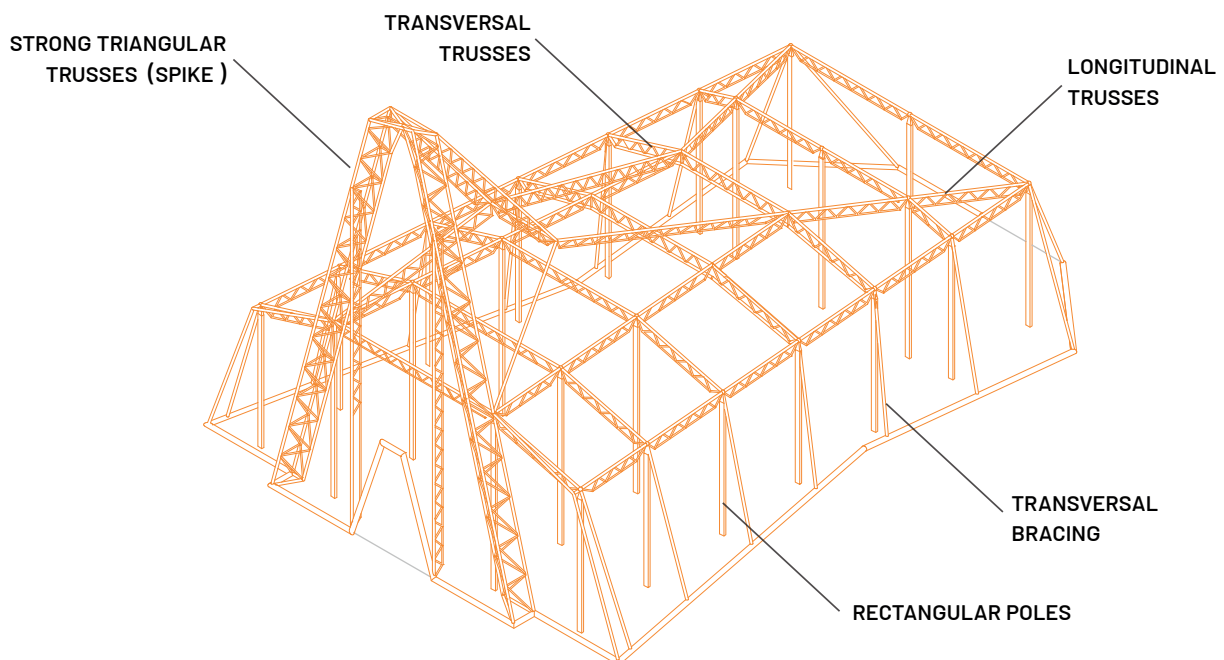 STRONG TRIANGULAR
TRUSSES (SPIKE )
TRANSVERSAL
TRUSSES
LONGITUDINAL
TRUSSES
TRANSVERSAL
BRACING
RECTANGULAR POLES